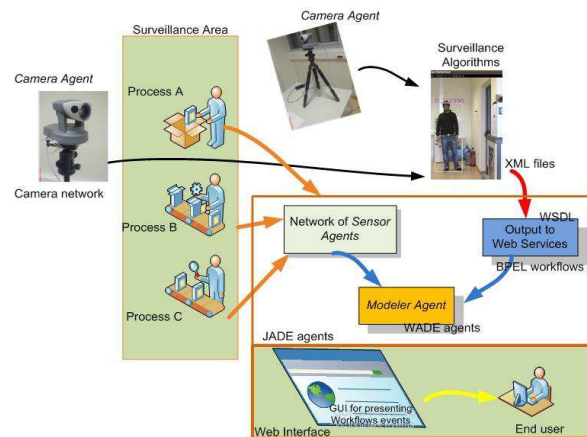 Surveillance Area
Camera Agent
Surveillance
Algorithms
Camera Agent
Process A
XML files
Camera network
WSDL
Network of Sensor
Agents
Output to
Web Services
Process B
BPEL workflows
Modeler Agent
Process C
WADE agents
JADE agents
GUI for presenting
Workflows events
Web Interface
End user